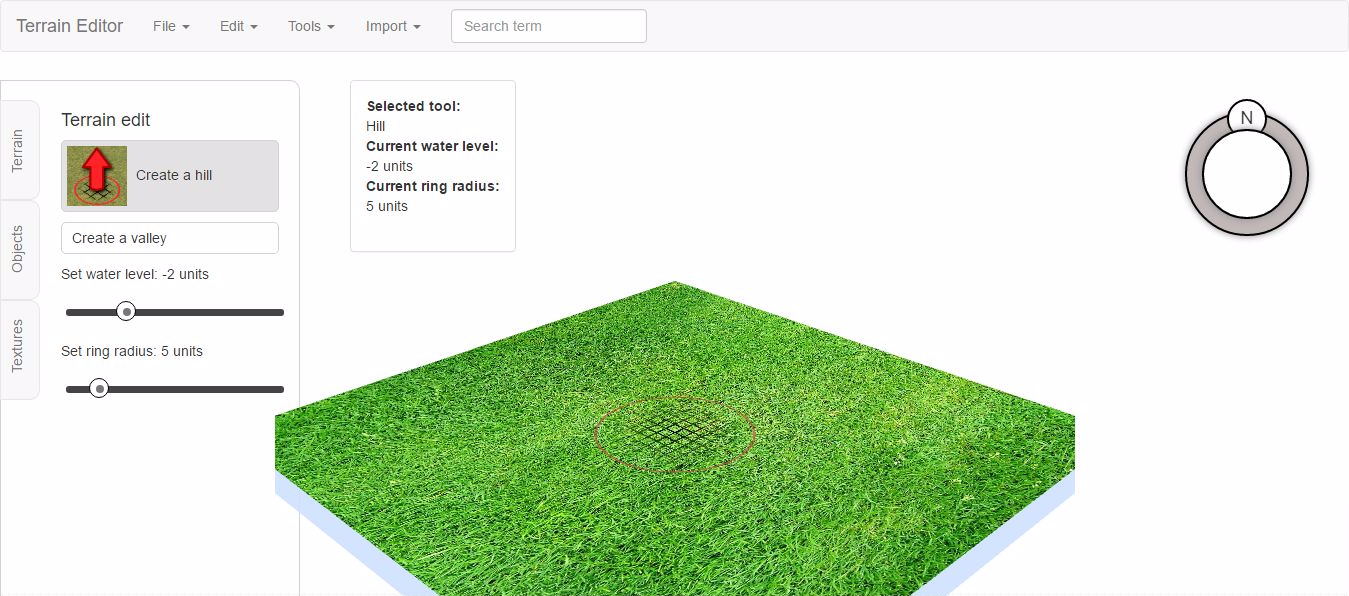 Terrain Editor
File
Edit
Tools
Import
Search term
Terrain
Objects
Textures
Terrain edit
Create a hill
Create a valley
Set water level: -2 units
Set ring radius: 5 units
Selected tool:
Hill
Current water level:
-2 units
Current ring radius:
5 units
N